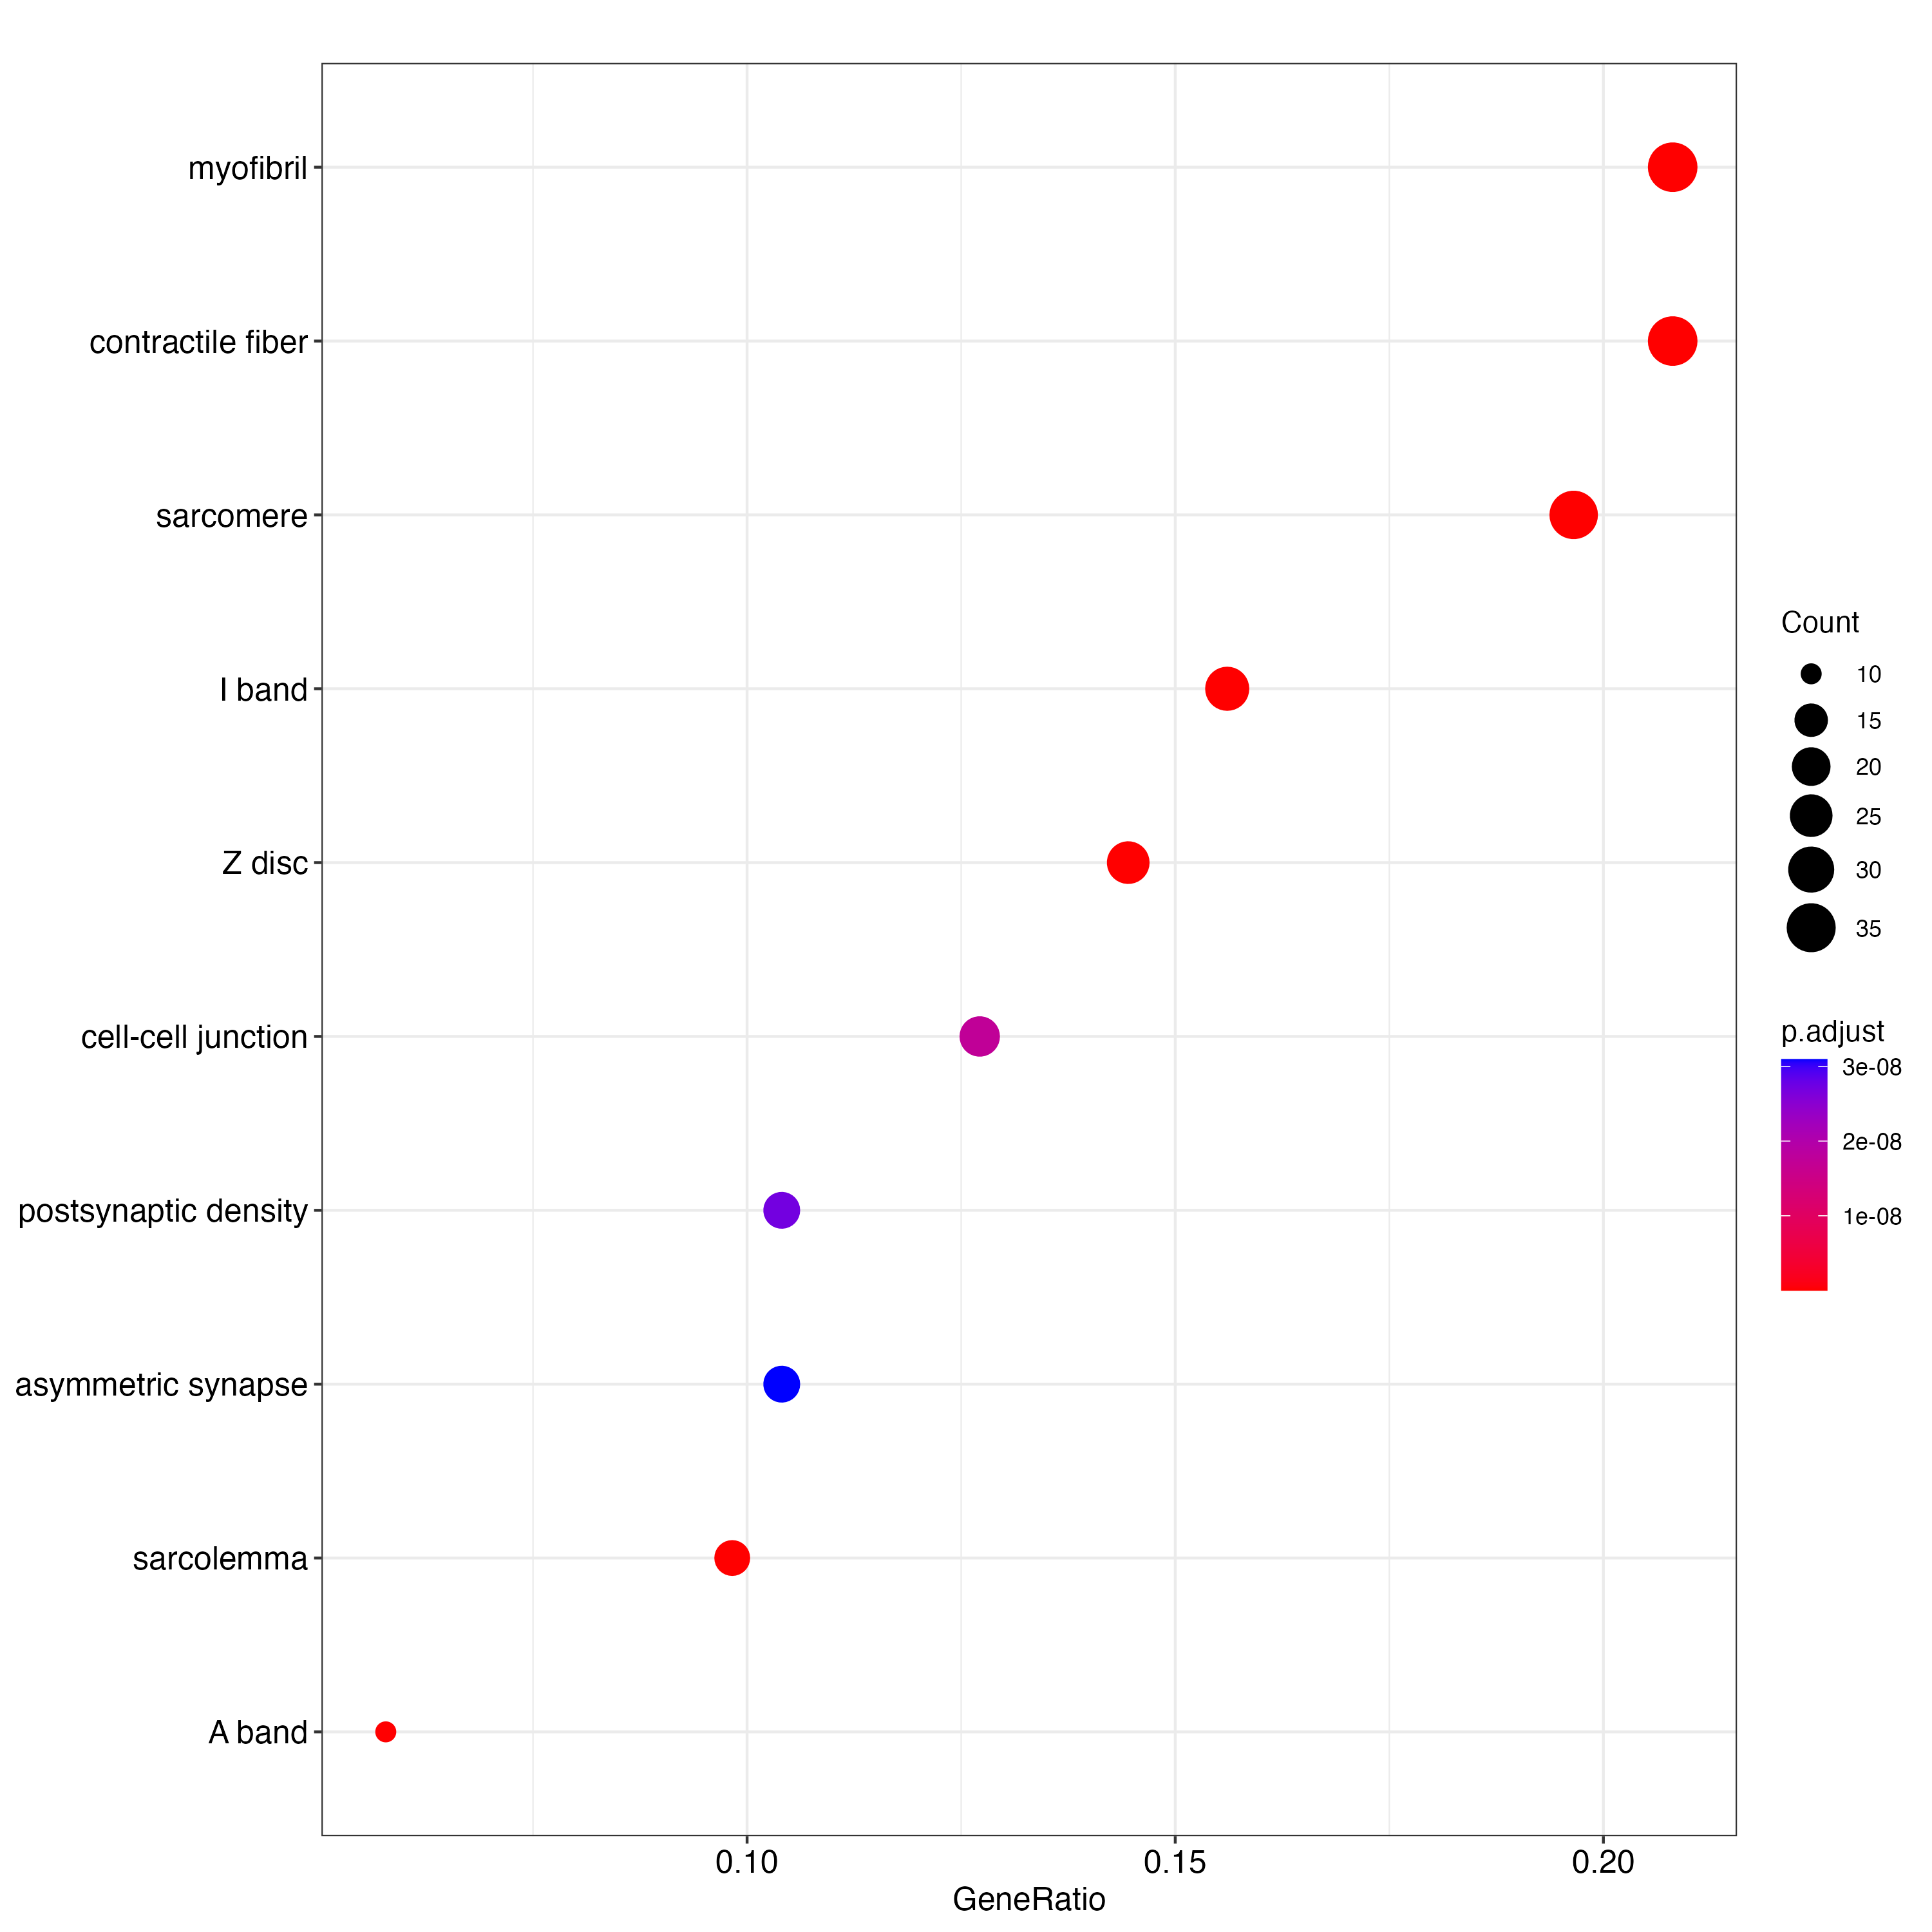 myofibril
contractile fiber
sarcomere
I band
Z disc
cell-cell junction
postsynaptic density
asymmetric synapse
sarcolemma
A band
0.10 0.15 0.20
GeneRatio
Count
10
15
20
25
30
35
p.adjust
3e-08
2e-08
1e-08